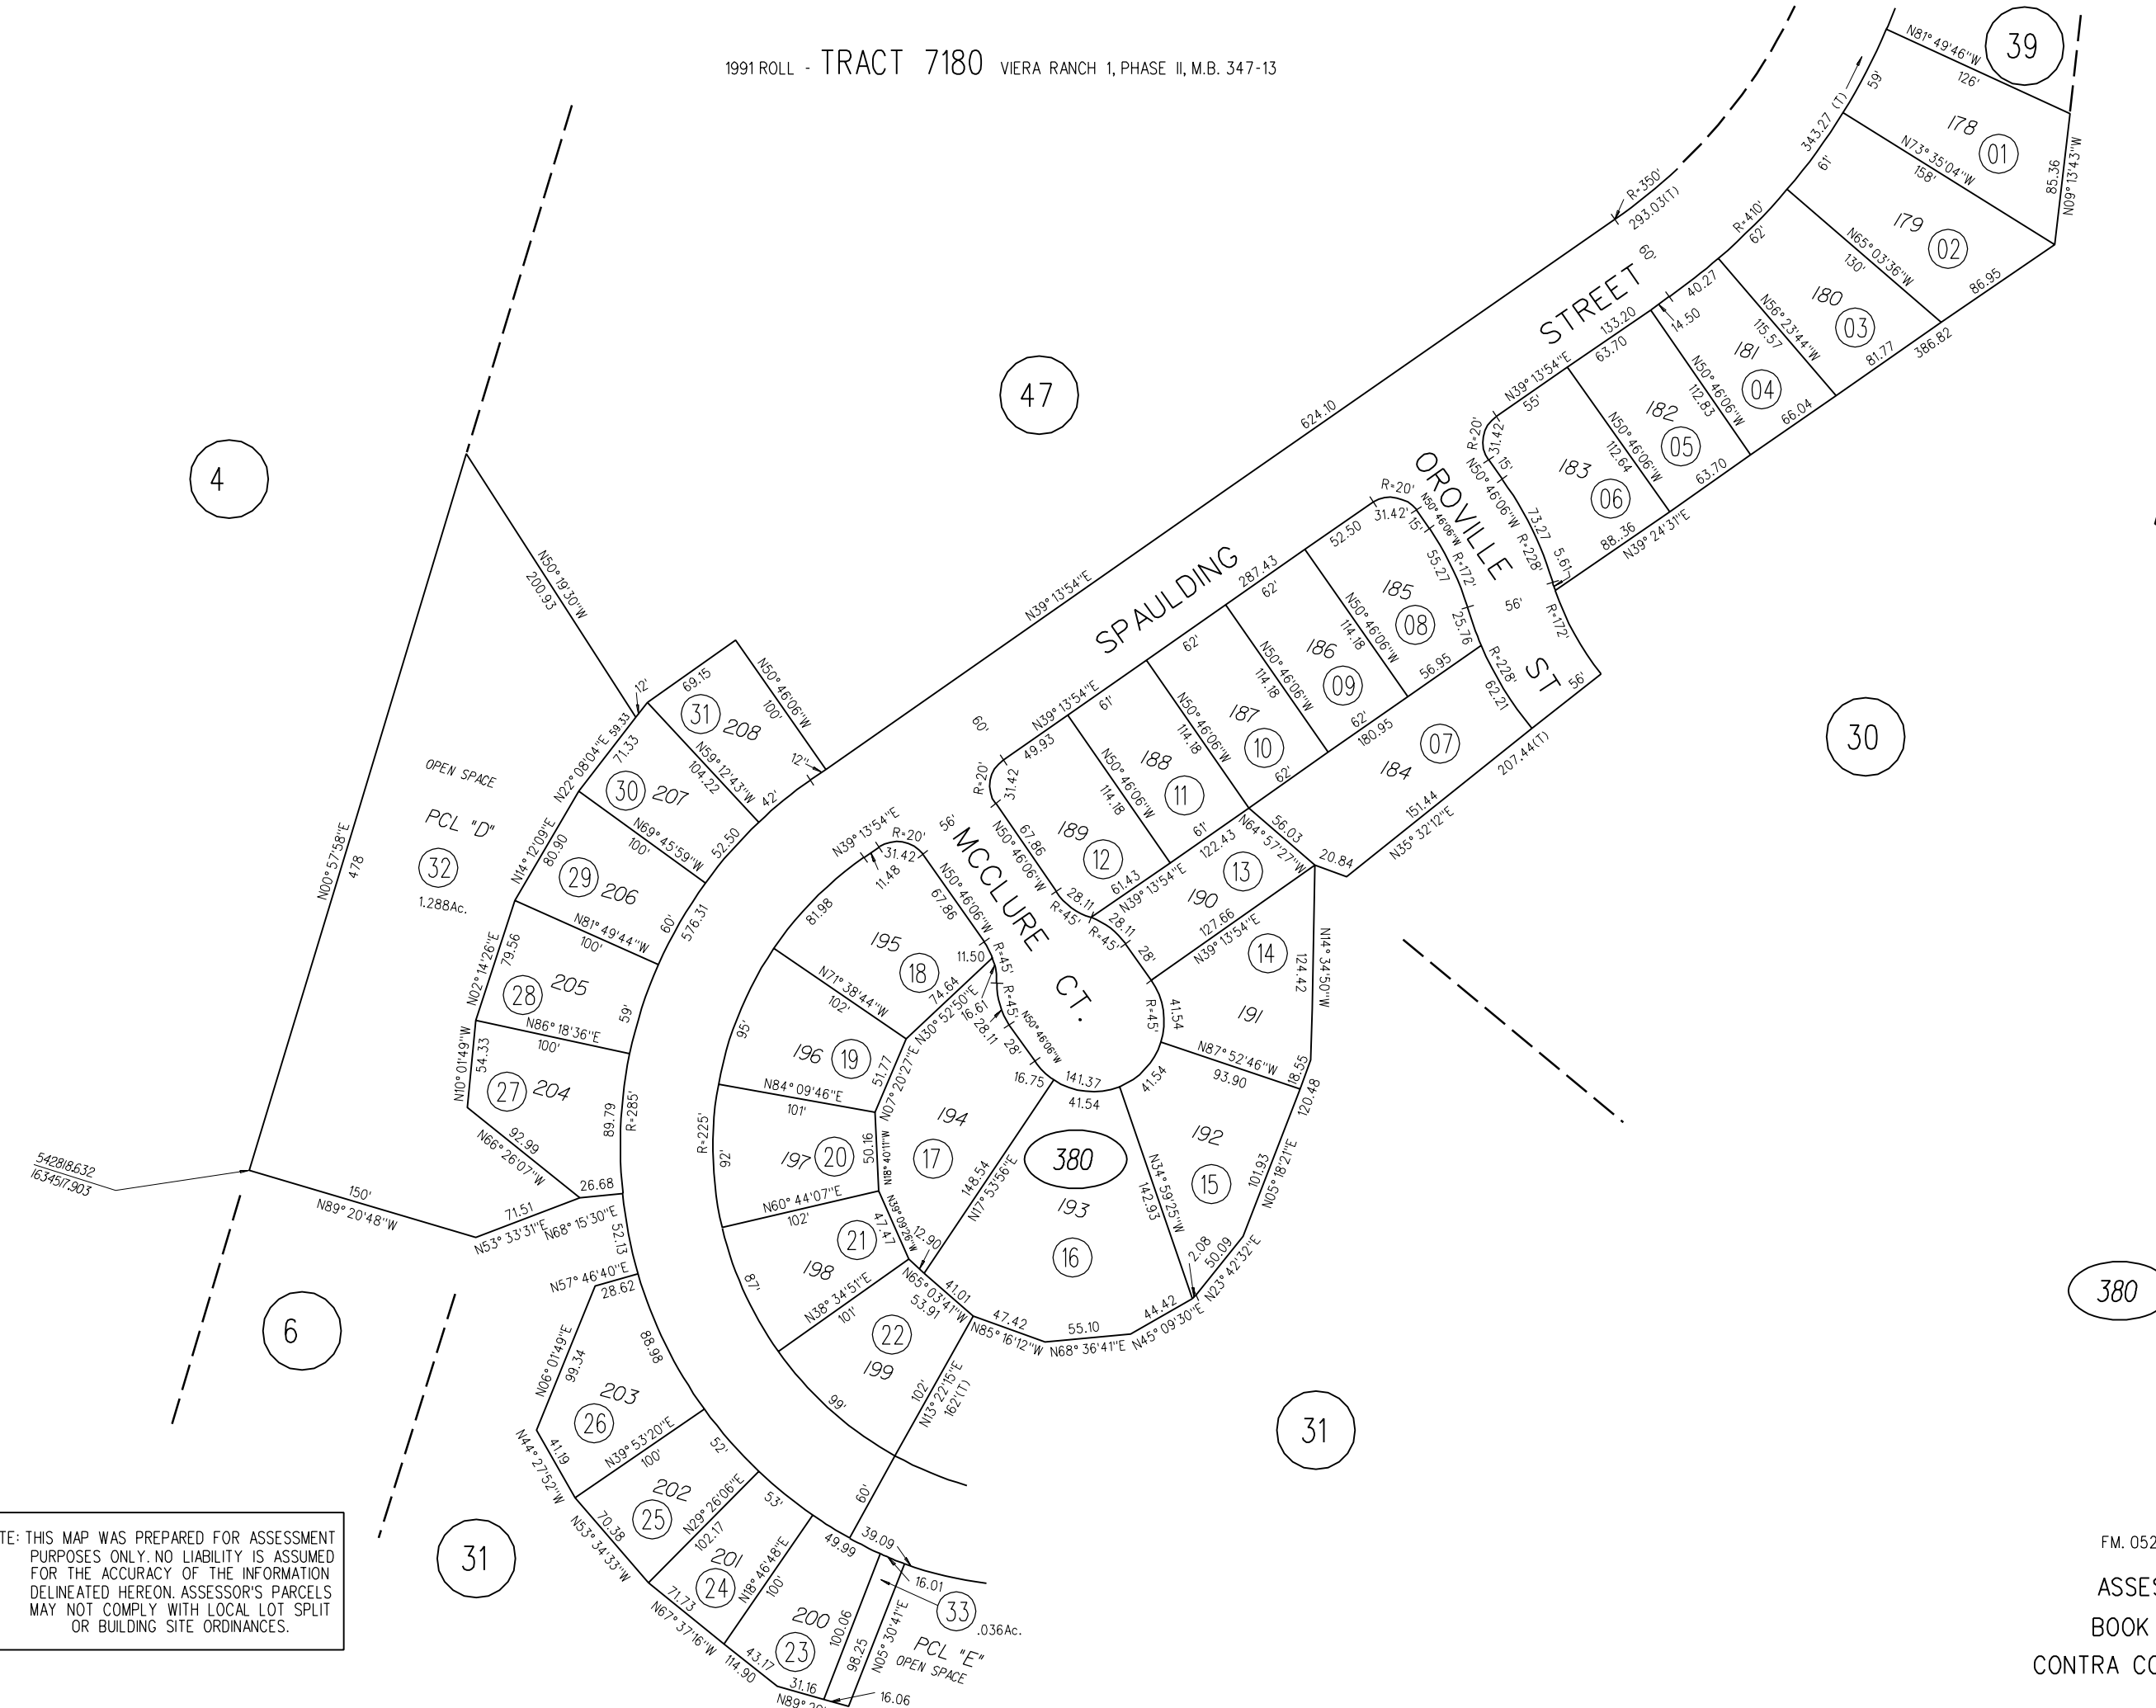 1991 ROLL - TRACT 7180 VIERA RANCH 1, PHASE II, M.B. 347-13
39
N81° 49'46"W
126'
59'
343.27 (T)
178
01
85.36
N09° 13'43"W
N73° 35'04"W
158'
61'
179
02
R=410'
62'
N65° 03'36"W
130'
86.95
R=350'
293.03(T)
60'
180
03
40.27
N56° 23'44"W
115.57
81.77
386.82
STREET
133.20
14.50
181
04
63.70
N50° 46'06"W
112.83
66.04
N39° 13'54"E
55'
182
05
N50° 46'06"W
112.64
63.70
R=20'
31.42'
15'
N50° 46'06"W
183
06
73.27
R=228'
5.61
88..36
N39° 24'31"E
47
624.10
N39° 13'54"E
4
OROVILLE
ST
R=20'
31.42'
15'
N50° 46'06"W
R=172'
55.27
56'
R=172'
25.76
R=228'
62.21
56'
SPAULDING
52.50
287.43
62'
185
08
N50° 46'06"W
114.18
56.95
62'
186
09
N50° 46'06"W
114.18
62'
180.95
07
184
207.44(T)
151.44
N35° 32'12"E
30
N39° 13'54"E
61'
187
10
N50° 46'06"W
114.18
62'
60'
49.93
188
11
N50° 46'06"W
114.18
61'
122.43
R=20'
31.42
189
12
67.86
N50° 46'06"W
61.43
N39° 13'54"E
56.03
N64° 57'27"W
20.84
28.11
R=45'
28.11
R=45'
13
190
28'
127.66
N39° 13'54"E
14
N14° 34'50"W
124.42
191
41.54
R=45'
N87° 52'46"W
93.90
18.55
120.48
N50° 19'30"W
200.93
12'
69.15
31
208
N50° 46'06"W
100'
12"
59.33
N22° 08'04"E
71.33
N59° 12'43"W
104.22
42'
30
207
OPEN SPACE
PCL "D"
32
1.288Ac.
N00° 57'58"E
478
N69° 45'59"W
100'
52.50
N14° 12'09"E
80.90
29
206
N81° 49'44"W
100'
60'
576.31
N02° 14'26"E
79.56
28
205
N86° 18'36"E
100'
59'
N10° 01'49"W
54.33
27
204
89.79
R=285'
92.99
N66° 26'07"W
26.68
N68° 15'30"E
71.51
N53° 33'31"E
150'
N89° 20'48"W
542818.632
1634517.903
N39° 13'54"E
R=20'
31.42
11.48
56'
MCCLURE
CT.
81.98
N50° 46'06"W
67.86
195
18
11.50
R=45'
N71° 38'44"W
102'
74.64
N30° 52'50"E
16.61
R=45'
28.11
N50° 46'06"W
28'
95'
196
19
51.77
N07° 20'27"E
16.75
141.37
41.54
41.54
N84° 09'46"E
101'
R=225'
92'
197
20
50.16
N18° 40'11"W
194
17
148.54
N17° 53'56"E
380
N60° 44'07"E
102'
N39° 09'26"W
47.47
12.90
21
198
87'
193
16
192
15
N34° 59'25"W
142.93
101.93
N05° 18'21"E
2.08
50.09
N23° 42'32"E
N38° 34'51"E
101'
N65° 03'41"W
41.01
53.91
47.42
N85° 16'12"W
55.10
N68° 36'41"E
44.42
N45° 09'30"E
22
199
99'
102'
N13° 22'15"E
162'(T)
60'
380
31
6
52.13
N57° 46'40"E
28.62
88.98
N06° 01'49"E
99.34
203
26
41.19
N44° 27'52"W
N39° 53'20"E
100'
52'
202
25
70.38
N53° 34'33"W
N29° 26'06"E
102.17
53'
201
24
71.73
N67° 37'16"W
114.90
N18° 46'48"E
100'
49.99
39.09
16.01
33
.036Ac.
PCL "E"
OPEN SPACE
200
23
100.06
98.25
N05° 30'41"E
43.17
31.16
16.06
31
TE: THIS MAP WAS PREPARED FOR ASSESSMENT
PURPOSES ONLY. NO LIABILITY IS ASSUMED
FOR THE ACCURACY OF THE INFORMATION
DELINEATED HEREON. ASSESSOR'S PARCELS
MAY NOT COMPLY WITH LOCAL LOT SPLIT
OR BUILDING SITE ORDINANCES.
FM. 052
ASSES
BOOK
CONTRA CO